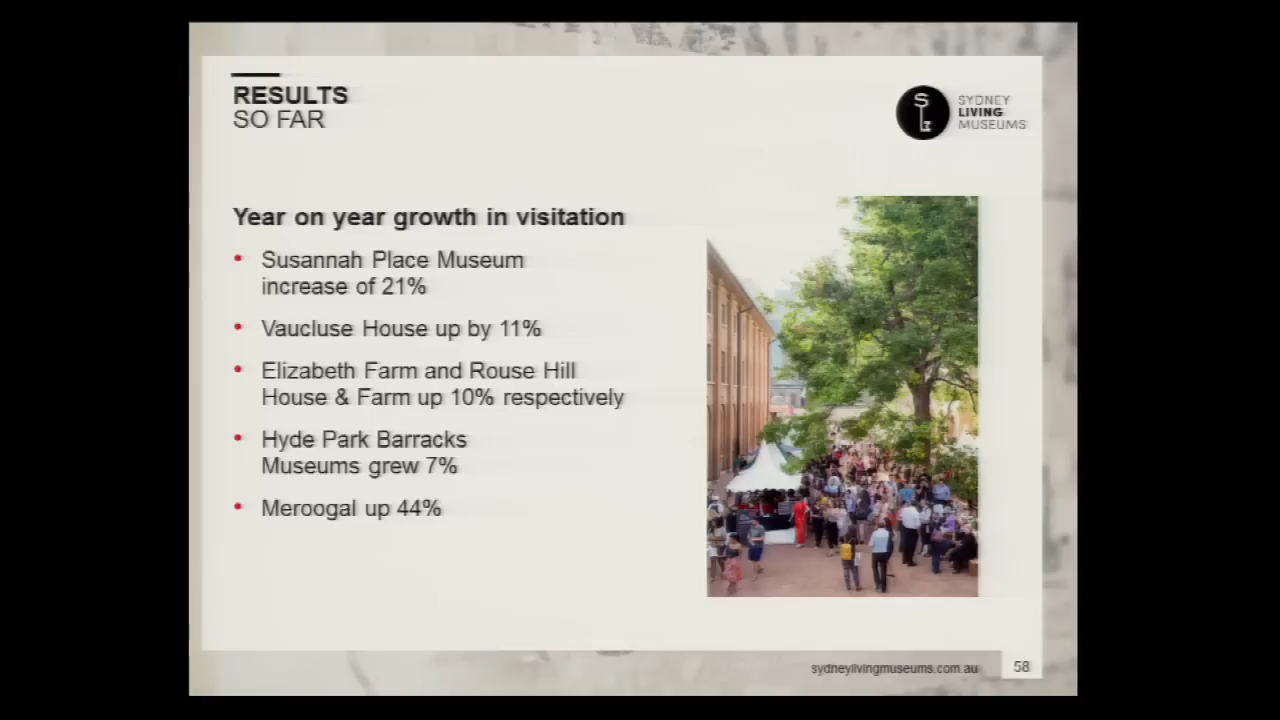 RESULTS
SO FAR
SYDNEY
LIVING
MUSEUMS
Year on year growth in visitation
Susannah Place Museum
increase of 21%
Vaucluse House up by 11%
Elizabeth Farm and Rouse Hill
House & Farm up 10% respectively
Hyde Park Barracks
Museums grew 7%
Meroogal up 44%
sydneylivingmuseums.com.au
58